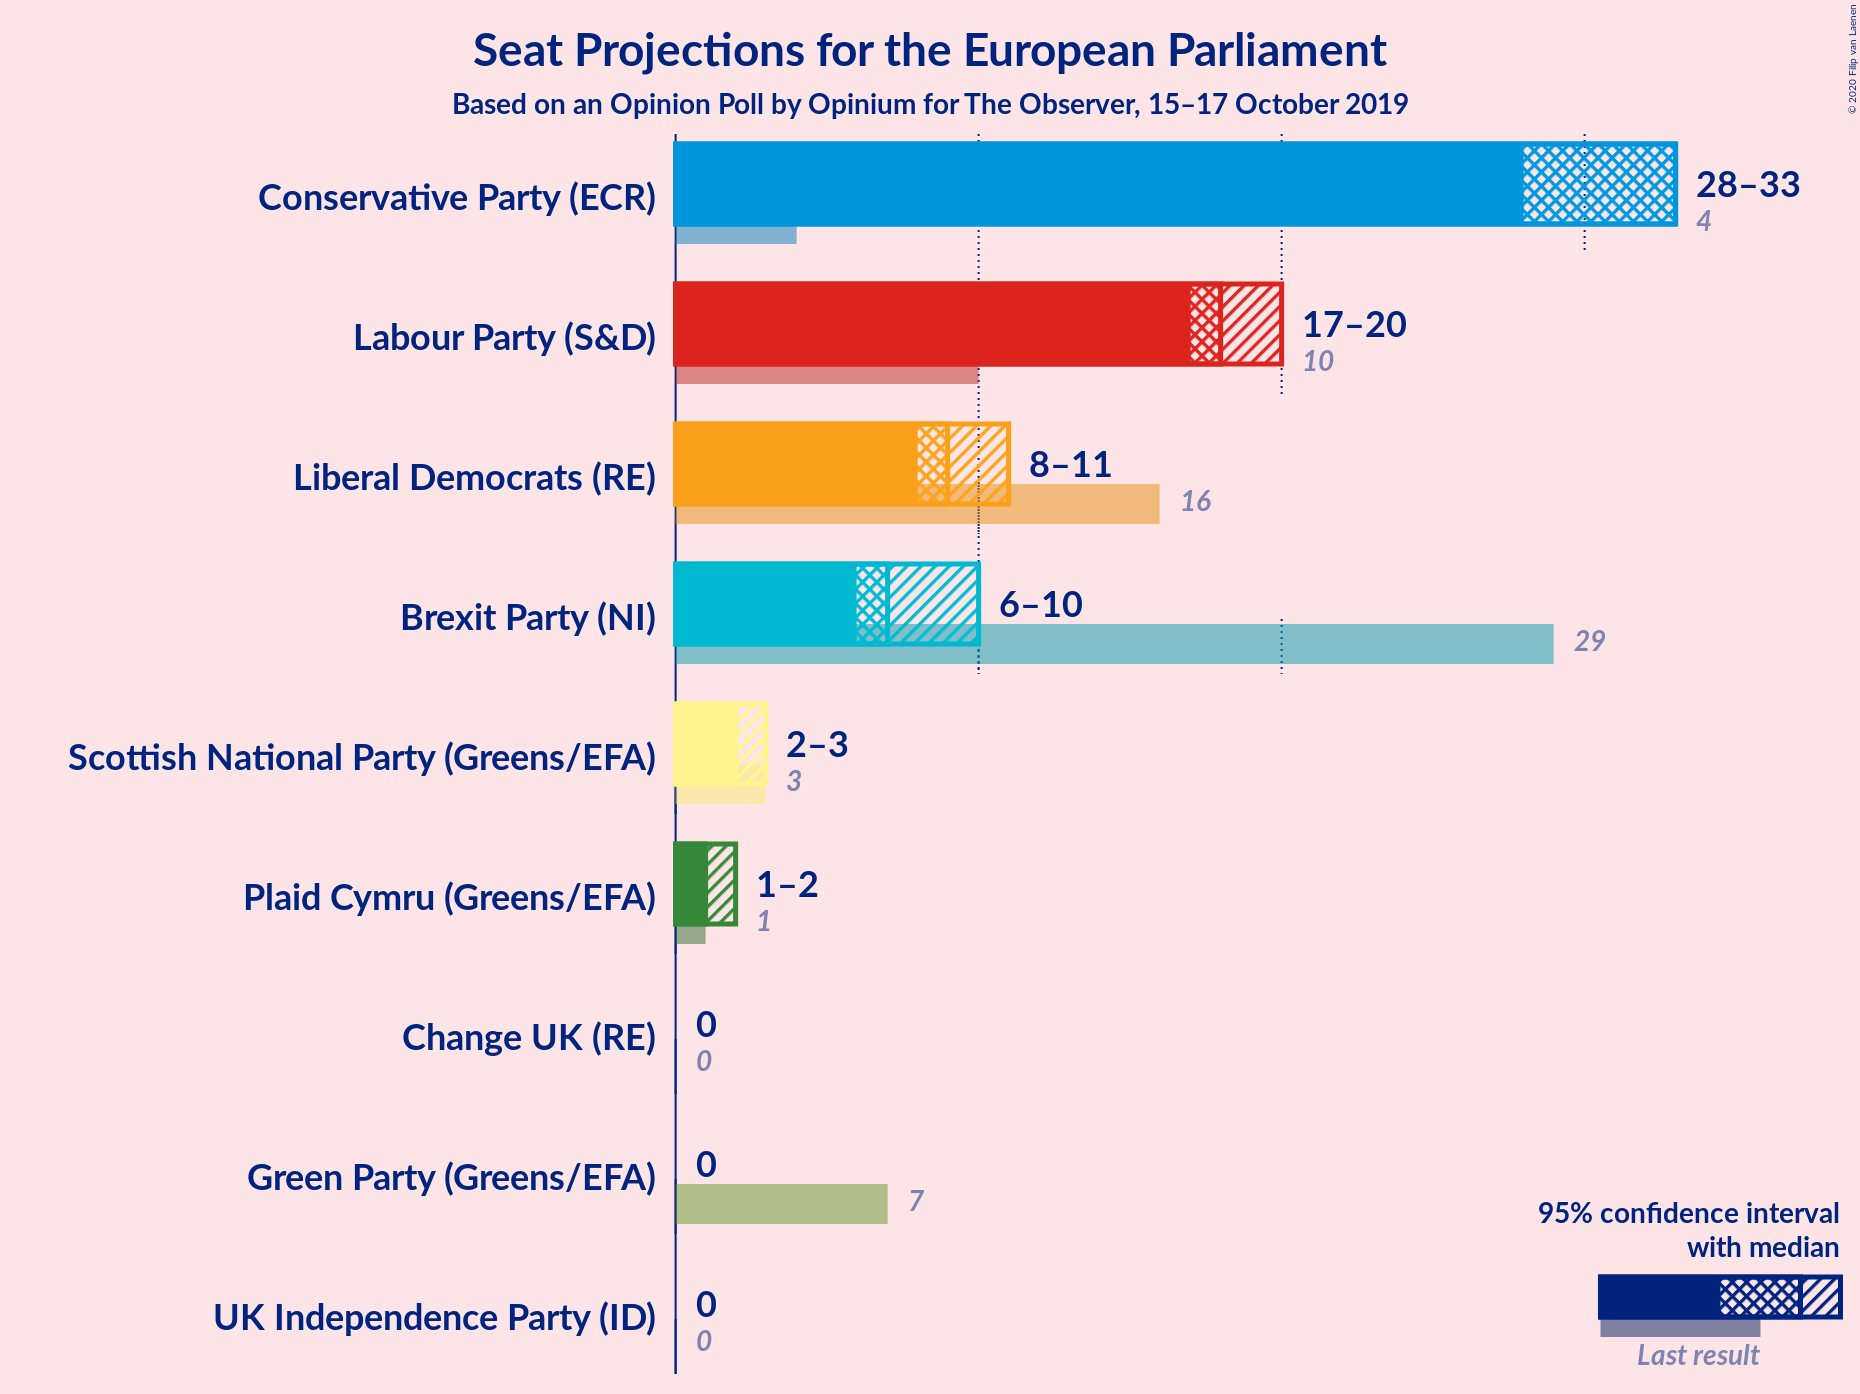 Seat Projections for the European Parliament
Based on an Opinion Poll by Opinium for The Observer, 15–17 October 2019
© 2020 Filip van Laenen
Conservative Party (ECR)
28–33
4
Labour Party (S&D)
17–20
10
Liberal Democrats (RE)
8–11
16
Brexit Party (NI)
6–10
29
Scottish National Party (Greens/EFA)
2–3
3
Plaid Cymru (Greens/EFA)
1–2
1
Change UK (RE)
0
0
Green Party (Greens/EFA)
0
7
UK Independence Party (ID)
0
0
95% confidence interval
with median
Last result